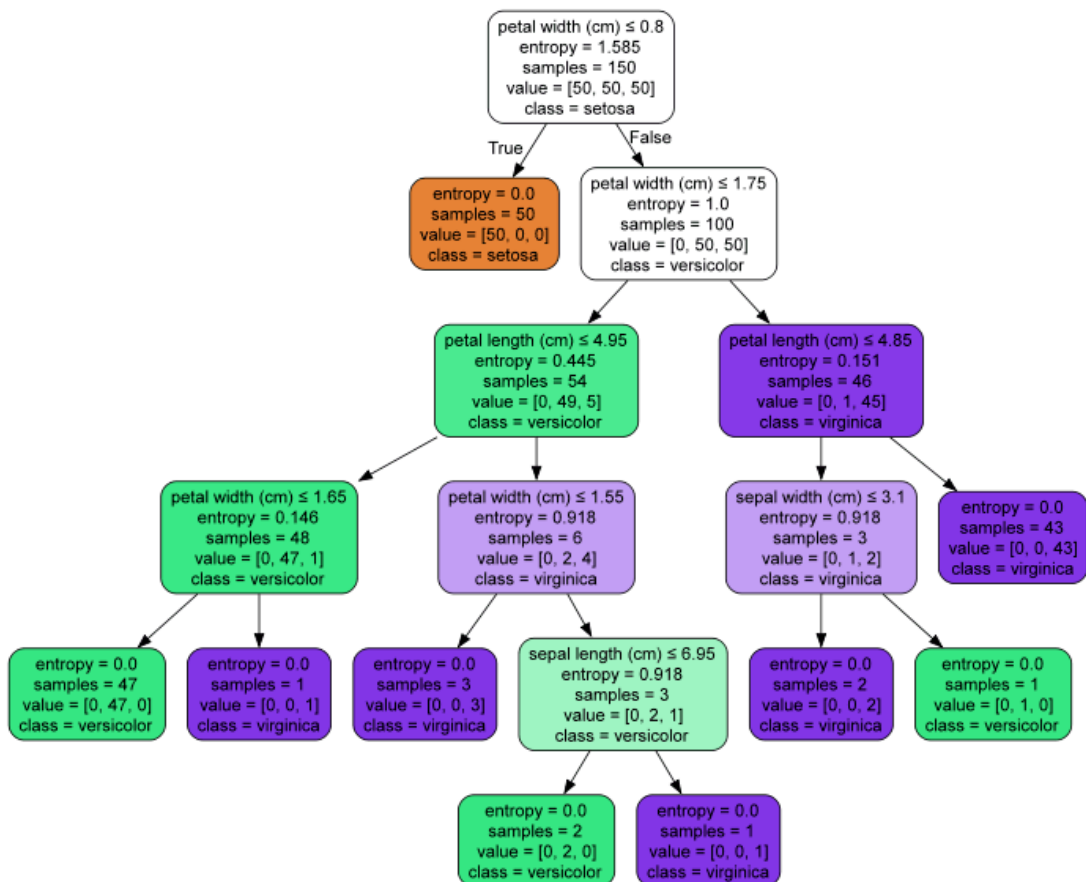 petal width (cm) ≤ 0.8
entropy = 1.585
samples = 150
value = [50, 50, 50]
class = setosa
True
False
entropy = 0.0
samples = 50
value = [50, 0, 0]
class = setosa
petal width (cm) ≤ 1.75
entropy = 1.0
samples = 100
value = [0, 50, 50]
class = versicolor
petal length (cm) ≤ 4.95
entropy = 0.445
samples = 54
value = [0, 49, 5]
class = versicolor
petal length (cm) ≤ 4.85
entropy = 0.151
samples = 46
value = [0, 1, 45]
class = virginica
petal width (cm) ≤ 1.65
entropy = 0.146
samples = 48
value = [0, 47, 1]
class = versicolor
petal width (cm) ≤ 1.55
entropy = 0.918
samples = 6
value = [0, 2, 4]
class = virginica
sepal width (cm) ≤ 3.1
entropy = 0.918
samples = 3
value = [0, 1, 2]
class = virginica
entropy = 0.0
samples = 43
value = [0, 0, 43]
class = virginica
entropy = 0.0
samples = 47
value = [0, 47, 0]
class = versicolor
entropy = 0.0
samples = 1
value = [0, 0, 1]
class = virginica
entropy = 0.0
samples = 3
value = [0, 0, 3]
class = virginica
sepal length (cm) ≤ 6.95
entropy = 0.918
samples = 3
value = [0, 2, 1]
class = versicolor
entropy = 0.0
samples = 2
value = [0, 0, 2]
class = virginica
entropy = 0.0
samples = 1
value = [0, 1, 0]
class = versicolor
entropy = 0.0
samples = 2
value = [0, 2, 0]
class = versicolor
entropy = 0.0
samples = 1
value = [0, 0, 1]
class = virginica